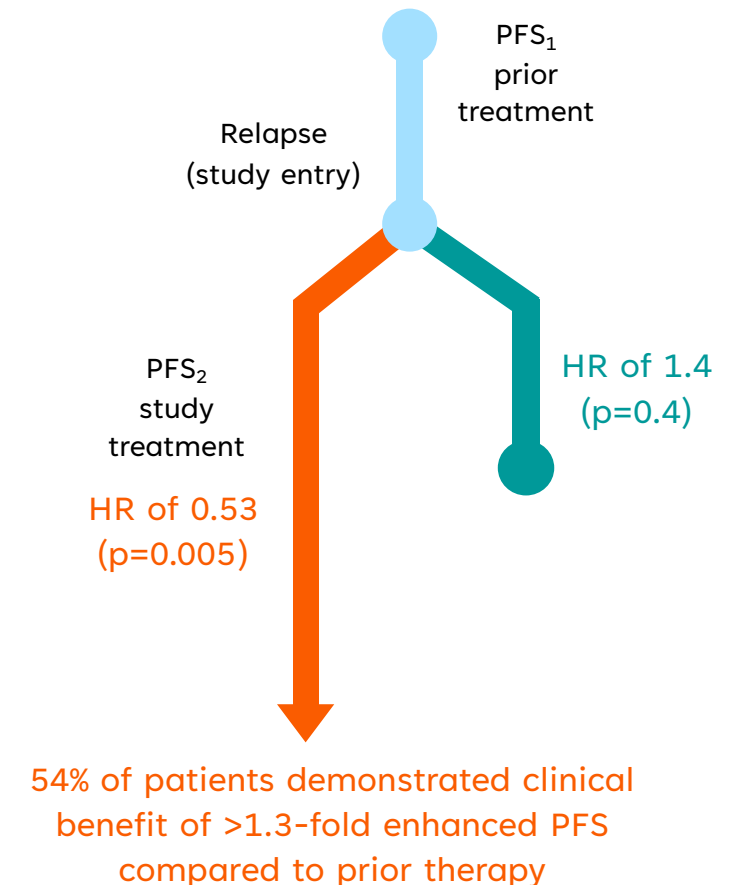 PFS₁
prior
treatment
Relapse
(study entry)
HR of 1.4
(p=0.4)
PFS₂
study
treatment
HR of 0.53
(p=0.005)
54% of patients demonstrated clinical
benefit of >1.3-fold enhanced PFS
compared to prior therapy